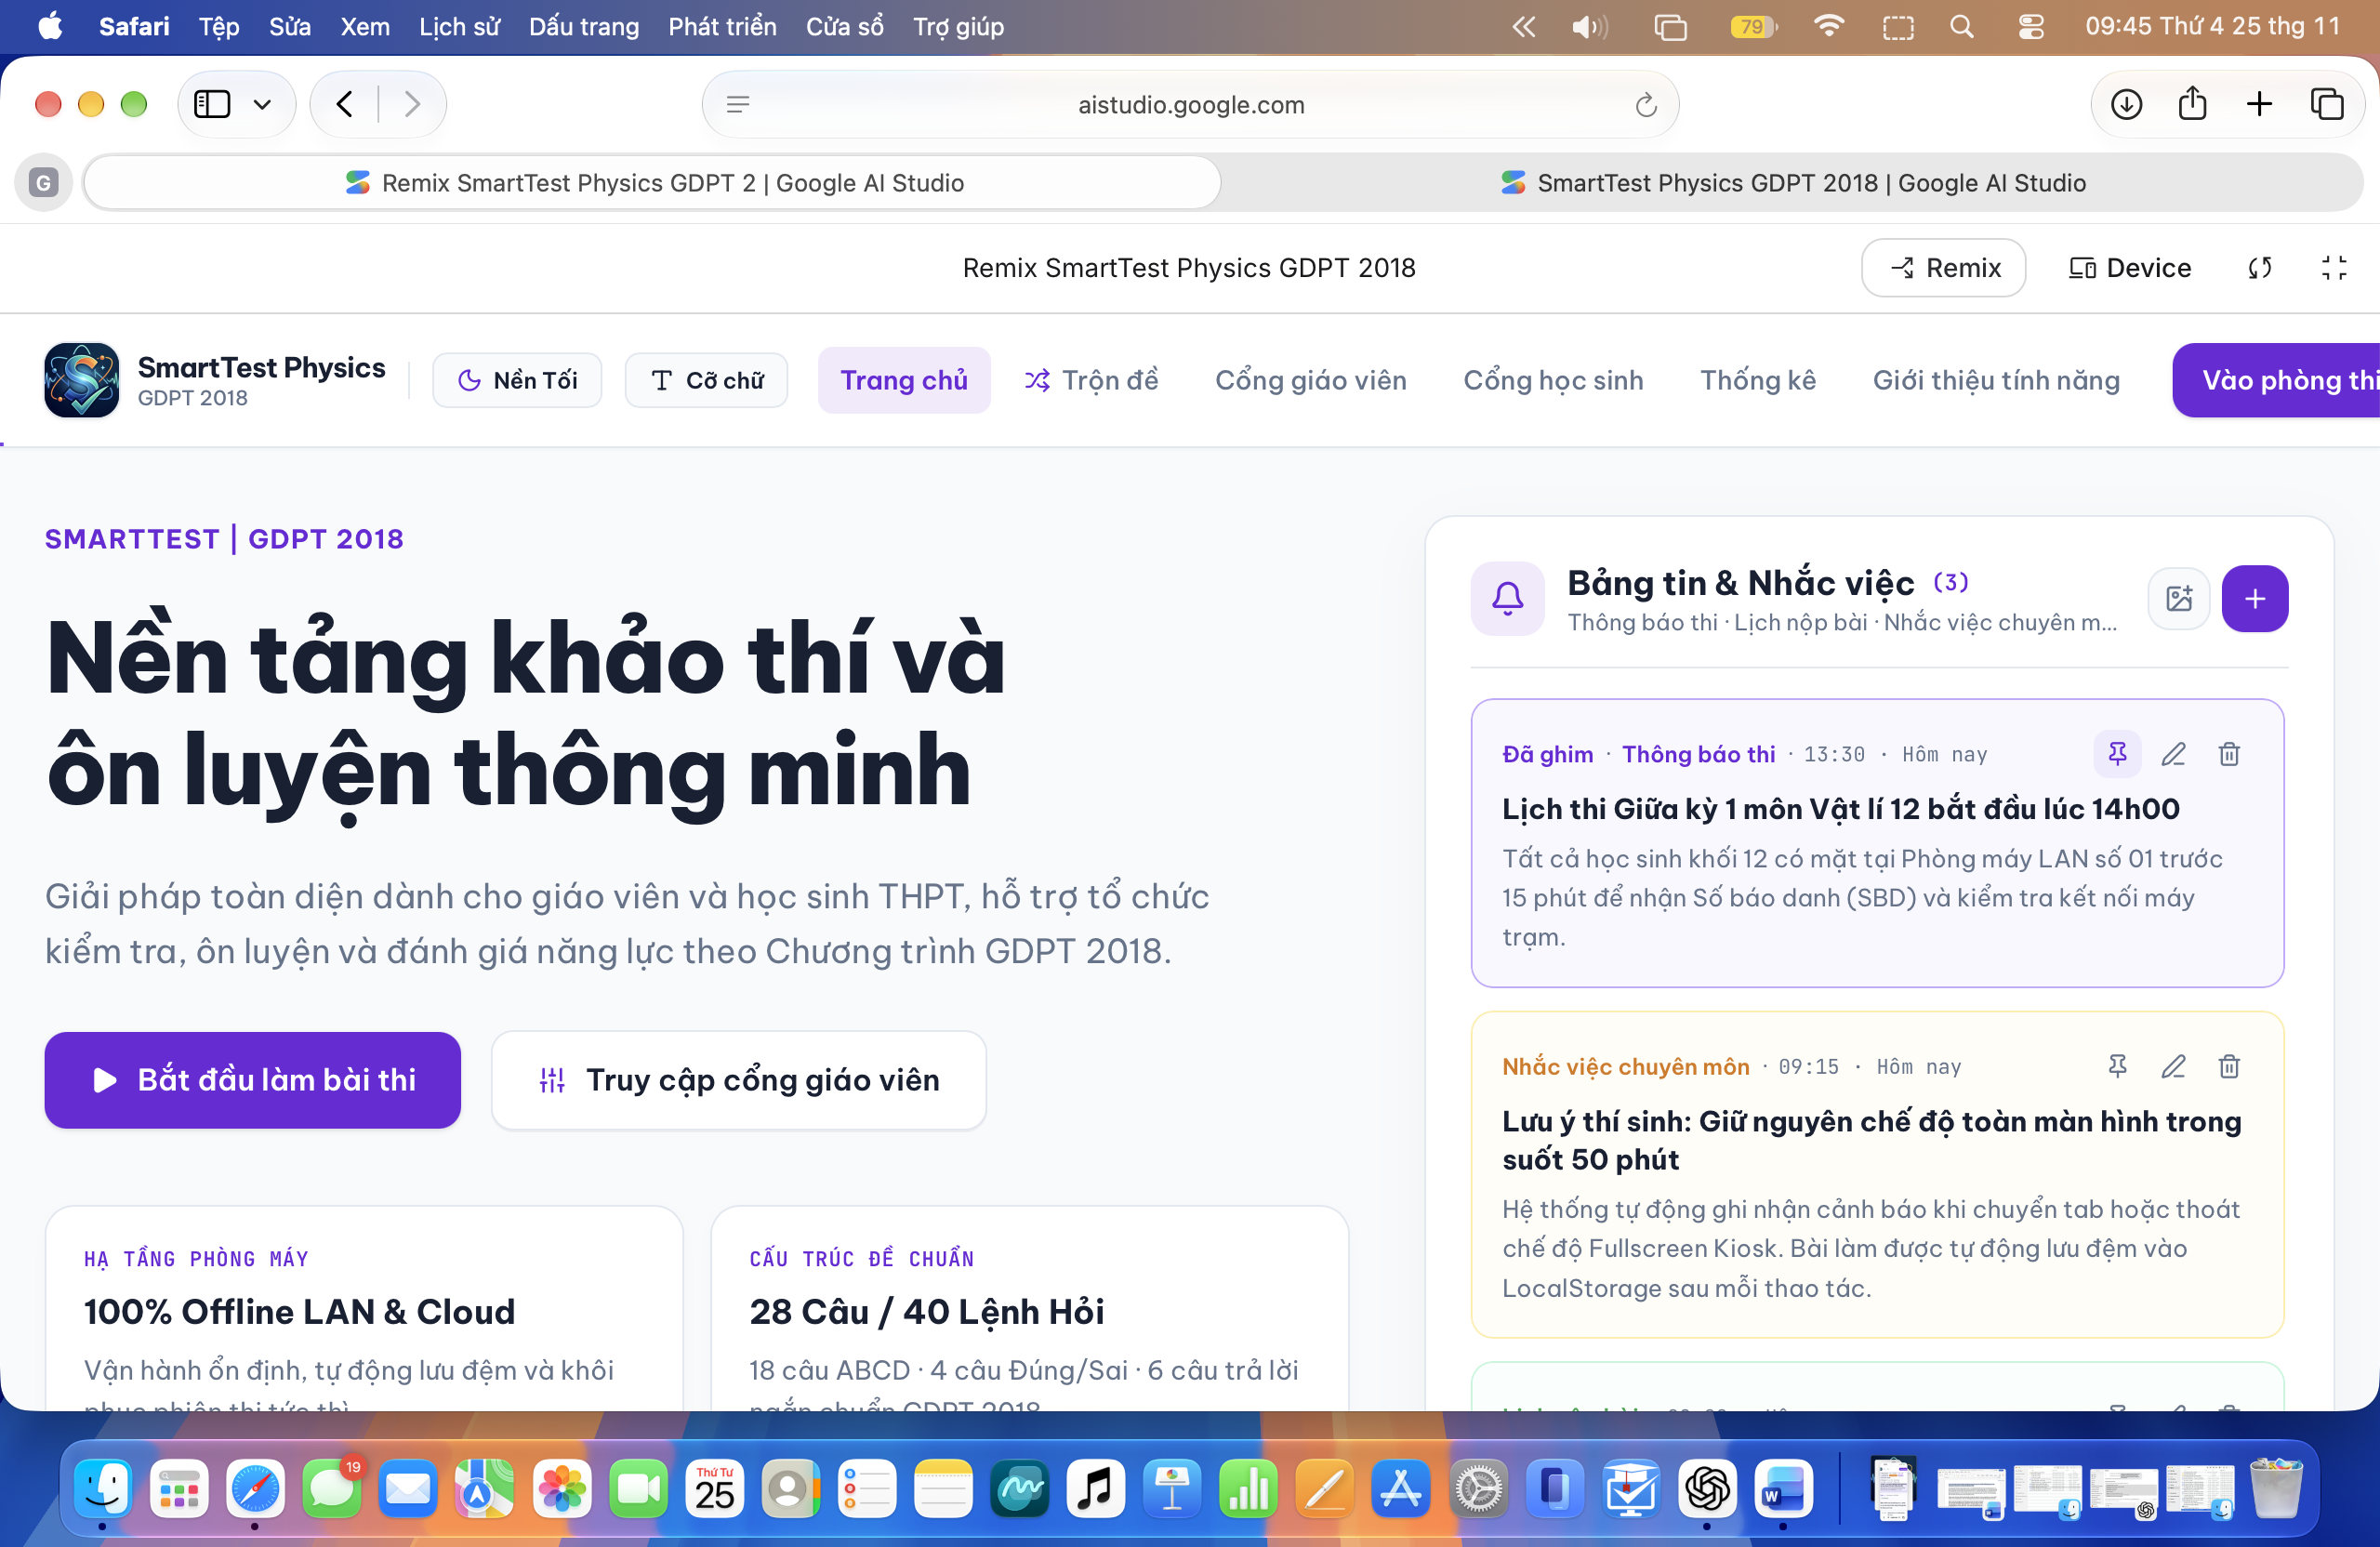 Safari Tệp Sửa Xem Lịch sử Dấu trang Phát triển Cửa sổ Trợ giúp 79 09:45 Thứ 4 25 thg 11
aistudio.google.com
G Remix SmartTest Physics GDPT 2 | Google AI Studio SmartTest Physics GDPT 2018 | Google AI Studio
Remix SmartTest Physics GDPT 2018 Remix Device
SmartTest Physics
GDPT 2018
Nền Tối Cỡ chữ Trang chủ Trộn đề Cổng giáo viên Cổng học sinh Thống kê Giới thiệu tính năng Vào phòng thi
SMARTTEST | GDPT 2018
Nền tảng khảo thí và
ôn luyện thông minh
Giải pháp toàn diện dành cho giáo viên và học sinh THPT, hỗ trợ tổ chức
kiểm tra, ôn luyện và đánh giá năng lực theo Chương trình GDPT 2018.
Bắt đầu làm bài thi Truy cập cổng giáo viên
HẠ TẦNG PHÒNG MÁY
100% Offline LAN & Cloud
Vận hành ổn định, tự động lưu đệm và khôi
phục phiên thi tức thì
CẤU TRÚC ĐỀ CHUẨN
28 Câu / 40 Lệnh Hỏi
18 câu ABCD · 4 câu Đúng/Sai · 6 câu trả lời
ngắn chuẩn GDPT 2018
Bảng tin & Nhắc việc (3)
Thông báo thi · Lịch nộp bài · Nhắc việc chuyên m...
Đã ghim · Thông báo thi · 13:30 · Hôm nay
Lịch thi Giữa kỳ 1 môn Vật lí 12 bắt đầu lúc 14h00
Tất cả học sinh khối 12 có mặt tại Phòng máy LAN số 01 trước
15 phút để nhận Số báo danh (SBD) và kiểm tra kết nối máy
trạm.
Nhắc việc chuyên môn · 09:15 · Hôm nay
Lưu ý thí sinh: Giữ nguyên chế độ toàn màn hình trong
suốt 50 phút
Hệ thống tự động ghi nhận cảnh báo khi chuyển tab hoặc thoát
chế độ Fullscreen Kiosk. Bài làm được tự động lưu đệm vào
LocalStorage sau mỗi thao tác.
19
Thứ Tư
25
W